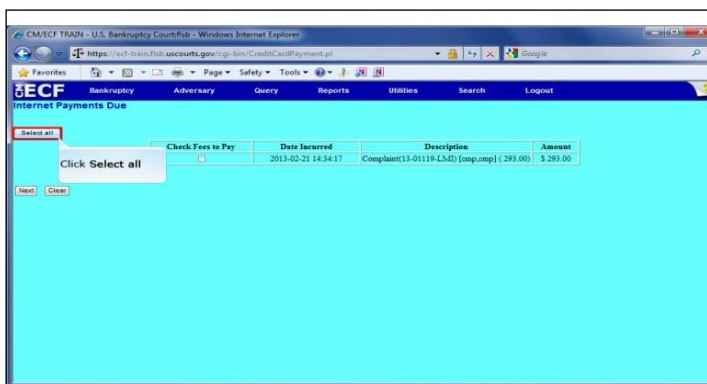 CM/ECF TRAIN - U.S. Bankruptcy Court:flsb - Windows Internet Explorer
https://ecf-train.flsb.uscourts.gov/cgi-bin/CreditCardPayment.pl
Google
Favorites Page Safety Tools
ECF Bankruptcy Adversary Query Reports Utilities Search Logout
Internet Payments Due
Select all
Check Fees to Pay Date Incurred Description Amount
2013-02-21 14:34:17 Complaint(13-01119-LMI) [cmp,cmp] ( 293.00) $ 293.00
Click Select all
Next Clear